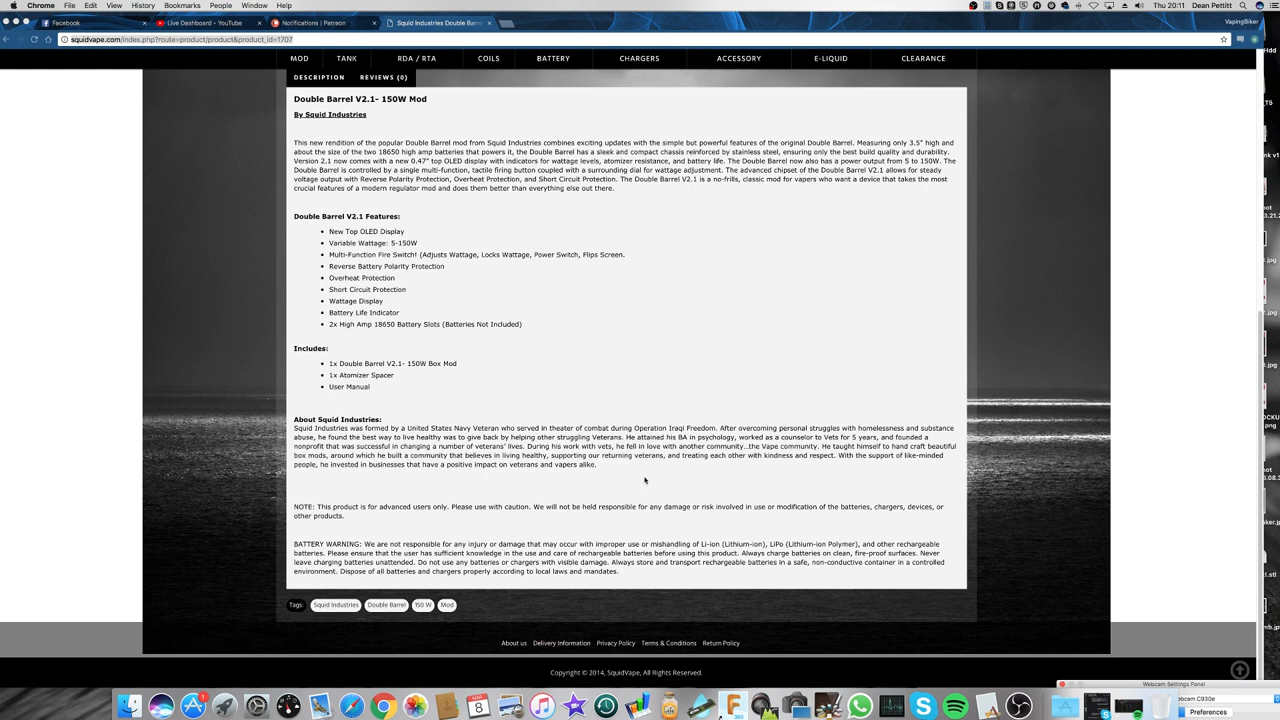 Chrome File Edit View History Bookmarks People Window Help Thu 20:11 Dean Pettitt
Facebook Live Dashboard - YouTube Notifications | Patreon Squid Industries Double Barre VapingBiker
squidvape.com/index.php?route=product/product&product_id=1707
MOD TANK RDA / RTA COILS BATTERY CHARGERS ACCESSORY E-LIQUID CLEARANCE
DESCRIPTION REVIEWS (0)
Double Barrel V2.1- 150W Mod
By Squid Industries
This new rendition of the popular Double Barrel mod from Squid Industries combines exciting updates with the simple but powerful features of the original Double Barrel. Measuring only 3.5" high and
about the size of the two 18650 high amp batteries that powers it, the Double Barrel has a sleek and compact chassis reinforced by stainless steel, ensuring only the best build quality and durability.
Version 2.1 now comes with a new 0.47" top OLED display with indicators for wattage levels, atomizer resistance, and battery life. The Double Barrel now also has a power output from 5 to 150W. The
Double Barrel is controlled by a single multi-function, tactile firing button coupled with a surrounding dial for wattage adjustment. The advanced chipset of the Double Barrel V2.1 allows for steady
voltage output with Reverse Polarity Protection, Overheat Protection, and Short Circuit Protection. The Double Barrel V2.1 is a no-frills, classic mod for vapers who want a device that takes the most
crucial features of a modern regulator mod and does them better than everything else out there.
Double Barrel V2.1 Features:
• New Top OLED Display
• Variable Wattage: 5-150W
• Multi-Function Fire Switch! (Adjusts Wattage, Locks Wattage, Power Switch, Flips Screen.
• Reverse Battery Polarity Protection
• Overheat Protection
• Short Circuit Protection
• Wattage Display
• Battery Life Indicator
• 2x High Amp 18650 Battery Slots (Batteries Not Included)
Includes:
• 1x Double Barrel V2.1- 150W Box Mod
• 1x Atomizer Spacer
• User Manual
About Squid Industries:
Squid Industries was formed by a United States Navy Veteran who served in theater of combat during Operation Iraqi Freedom. After overcoming personal struggles with homelessness and substance
abuse, he found the best way to live healthy was to give back by helping other struggling Veterans. He attained his BA in psychology, worked as a counselor to Vets for 5 years, and founded a
nonprofit that was successful in changing a number of veterans' lives. During his work with vets, he fell in love with another community...the Vape community. He taught himself to hand craft beautiful
box mods, around which he built a community that believes in living healthy, supporting our returning veterans, and treating each other with kindness and respect. With the support of like-minded
people, he invested in businesses that have a positive impact on veterans and vapers alike.
NOTE: This product is for advanced users only. Please use with caution. We will not be held responsible for any damage or risk involved in use or modification of the batteries, chargers, devices, or
other products.
BATTERY WARNING: We are not responsible for any injury or damage that may occur with improper use or mishandling of Li-ion (Lithium-ion), LiPo (Lithium-ion Polymer), and other rechargeable
batteries. Please ensure that the user has sufficient knowledge in the use and care of rechargeable batteries before using this product. Always charge batteries on clean, fire-proof surfaces. Never
leave charging batteries unattended. Do not use any batteries or chargers with visible damage. Always store and transport rechargeable batteries in a safe, non-conductive container in a controlled
environment. Dispose of all batteries and chargers properly according to local laws and mandates.
Tags: Squid Industries Double Barrel 150 W Mod
About us Delivery Information Privacy Policy Terms & Conditions Return Policy
Copyright © 2014, SquidVape, All Rights Reserved.
Webcam Settings Panel
C930e
Preferences